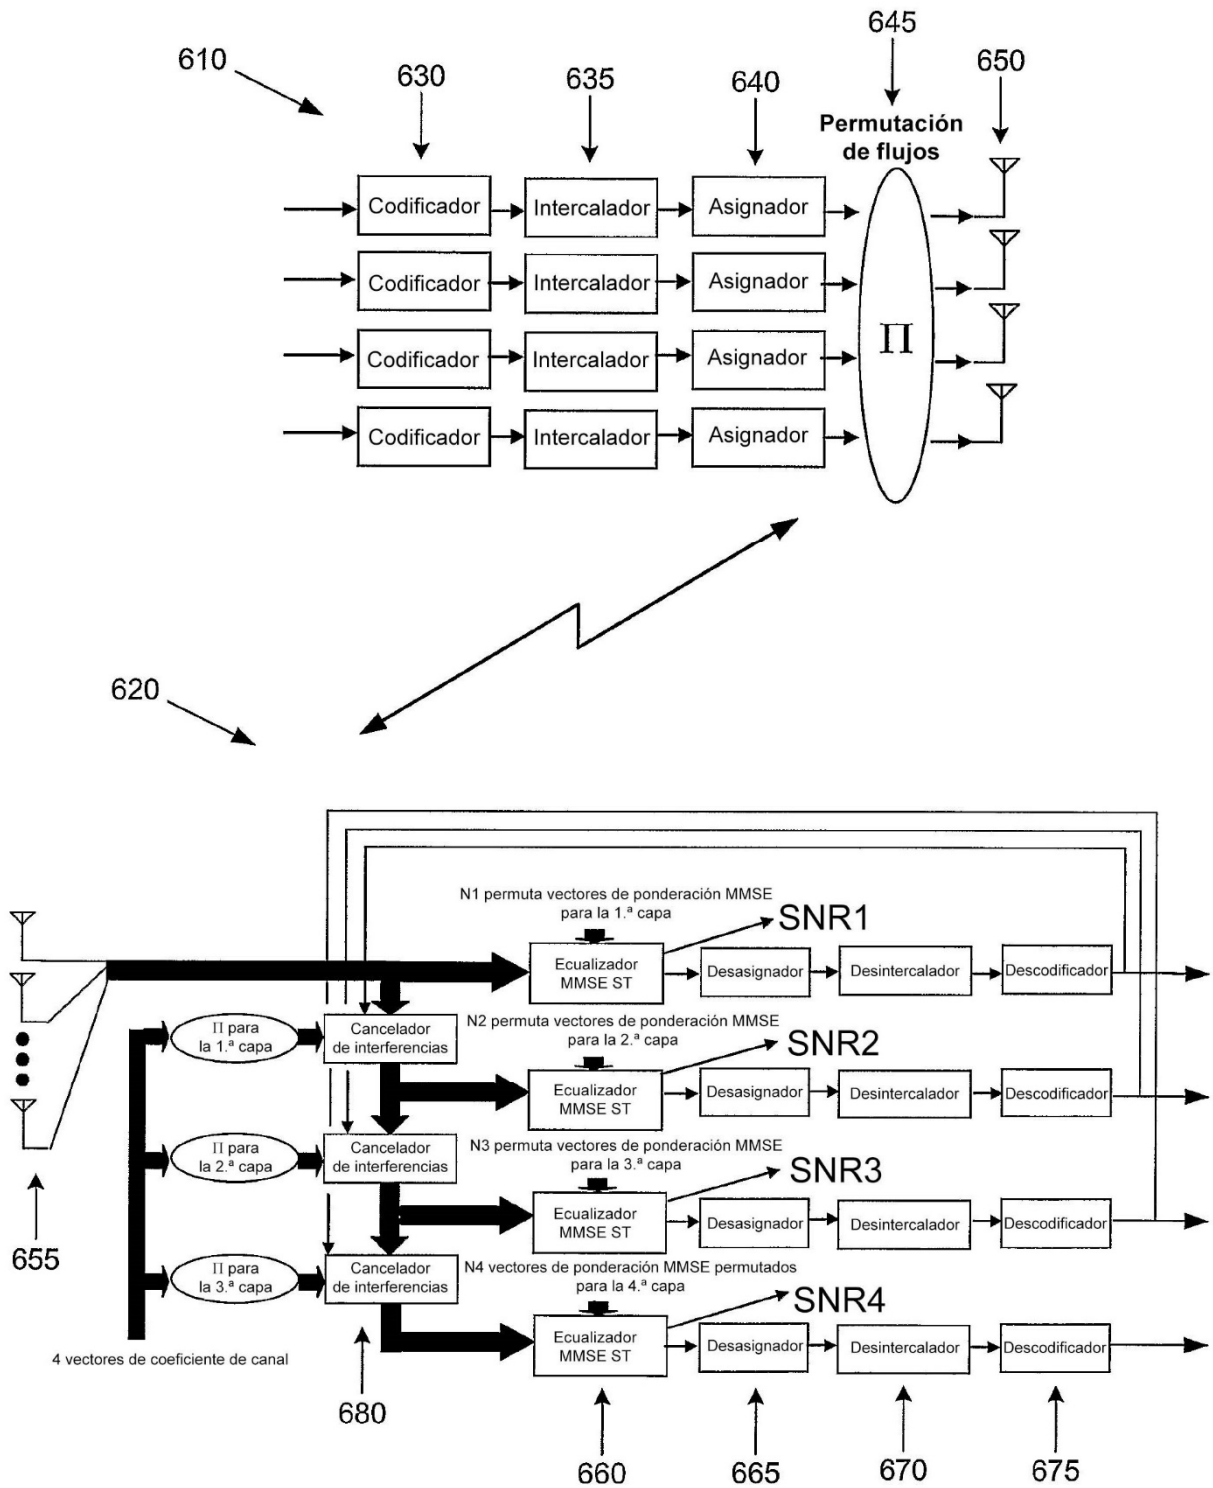 645
610
630
635
640
650
Permutación
de flujos
Codificador
Intercalador
Asignador
Codificador
Intercalador
Asignador
Codificador
Intercalador
Asignador
Codificador
Intercalador
Asignador
Π
620
N1 permuta vectores de ponderación MMSE
para la 1.ª capa
SNR1
Ecualizador
MMSE ST
Desasignador
Desintercalador
Descodificador
Π para
la 1.ª capa
Cancelador
de interferencias
N2 permuta vectores de ponderación MMSE
para la 2.ª capa
SNR2
Ecualizador
MMSE ST
Desasignador
Desintercalador
Descodificador
Π para
la 2.ª capa
Cancelador
de interferencias
N3 permuta vectores de ponderación MMSE
para la 3.ª capa
SNR3
Ecualizador
MMSE ST
Desasignador
Desintercalador
Descodificador
655
Π para
la 3.ª capa
Cancelador
de interferencias
N4 vectores de ponderación MMSE permutados
para la 4.ª capa
SNR4
Ecualizador
MMSE ST
Desasignador
Desintercalador
Descodificador
4 vectores de coeficiente de canal
680
660
665
670
675